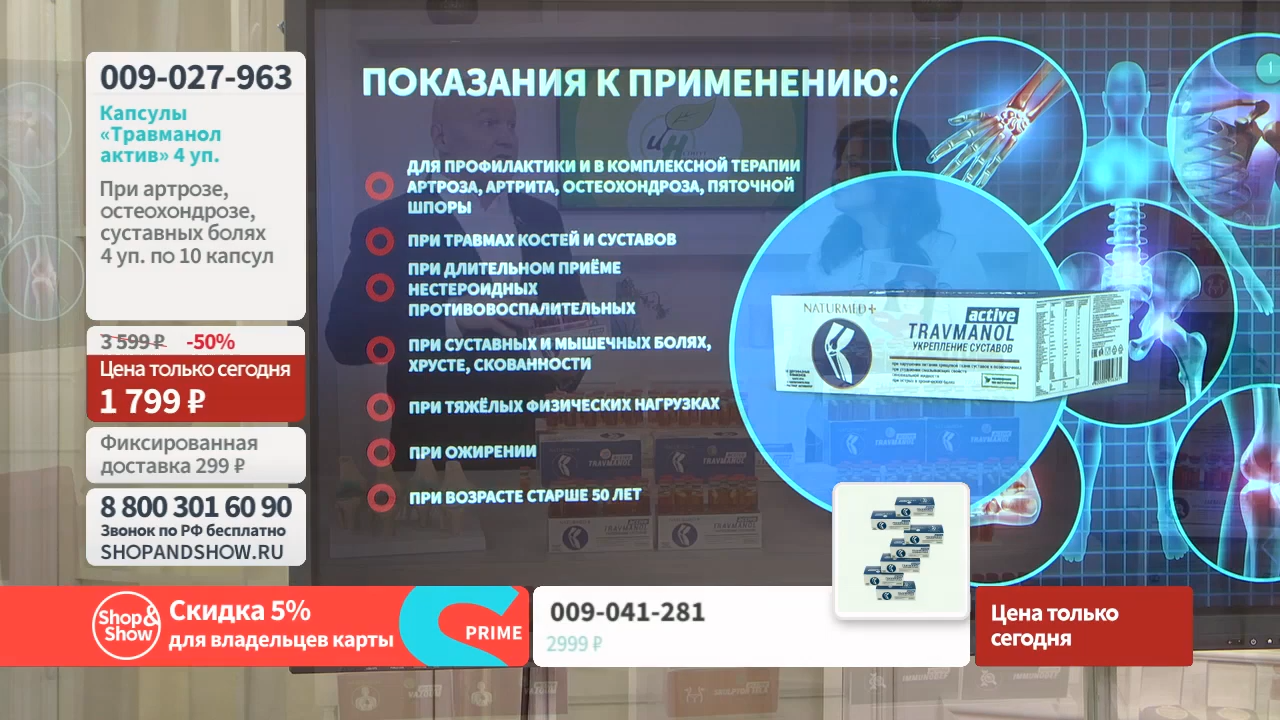 009-027-963
Капсулы
«Травманол
актив» 4 уп.
При артрозе,
остеохондрозе,
суставных болях
4 уп. по 10 капсул
3 599 ₽ -50%
Цена только сегодня
1 799 ₽
Фиксированная
доставка 299 ₽
8 800 301 60 90
Звонок по РФ бесплатно
SHOPANDSHOW.RU
ПОКАЗАНИЯ К ПРИМЕНЕНИЮ:
ДЛЯ ПРОФИЛАКТИКИ И В КОМПЛЕКСНОЙ ТЕРАПИИ
АРТРОЗА, АРТРИТА, ОСТЕОХОНДРОЗА, ПЯТОЧНОЙ
ШПОРЫ
ПРИ ТРАВМАХ КОСТЕЙ И СУСТАВОВ
ПРИ ДЛИТЕЛЬНОМ ПРИЁМЕ
НЕСТЕРОИДНЫХ
ПРОТИВОВОСПАЛИТЕЛЬНЫХ
ПРИ СУСТАВНЫХ И МЫШЕЧНЫХ БОЛЯХ,
ХРУСТЕ, СКОВАННОСТИ
ПРИ ТЯЖЁЛЫХ ФИЗИЧЕСКИХ НАГРУЗКАХ
ПРИ ОЖИРЕНИИ
ПРИ ВОЗРАСТЕ СТАРШЕ 50 ЛЕТ
NATURMED+
active
TRAVMANOL
УКРЕПЛЕНИЕ СУСТАВОВ
TRAVMANOL
TRAVMANOL
TRAVMANOL
TRAVMANOL
Shop&
Show
Скидка 5%
для владельцев карты
PRIME
009-041-281
2999 ₽
Цена только
сегодня